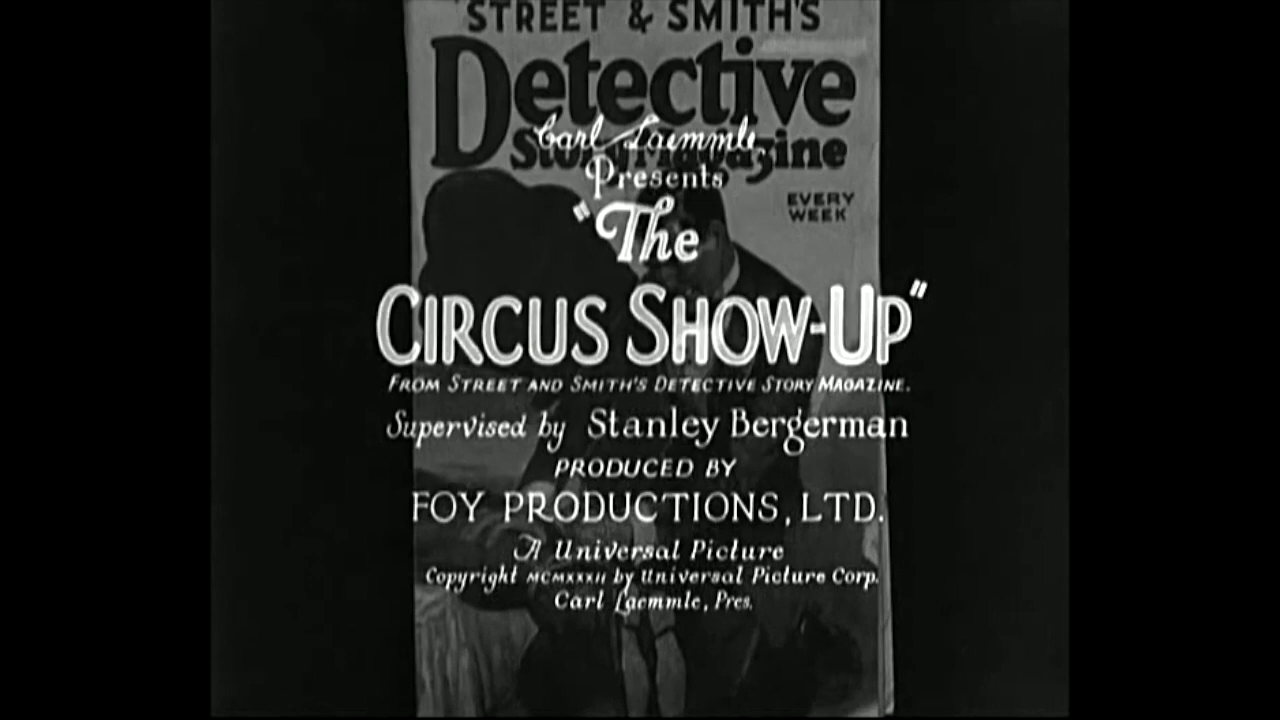 STREET & SMITH'S
Detective
Story Magazine
Carl Laemmle
Presents
EVERY
WEEK
"The
CIRCUS SHOW-UP"
FROM STREET AND SMITH'S DETECTIVE STORY MAGAZINE.
Supervised by Stanley Bergerman
PRODUCED BY
FOY PRODUCTIONS, LTD.
A Universal Picture
Copyright MCMXXXII by Universal Picture Corp.
Carl Laemmle, Pres.